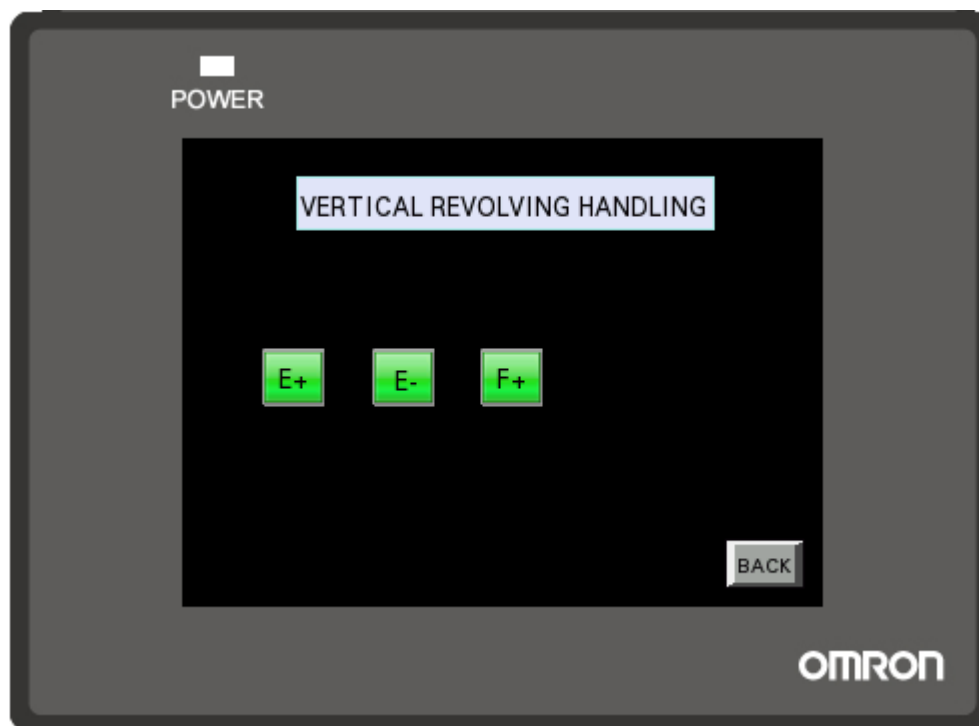 POWER
VERTICAL REVOLVING HANDLING
E+ E- F+
BACK
OMRON